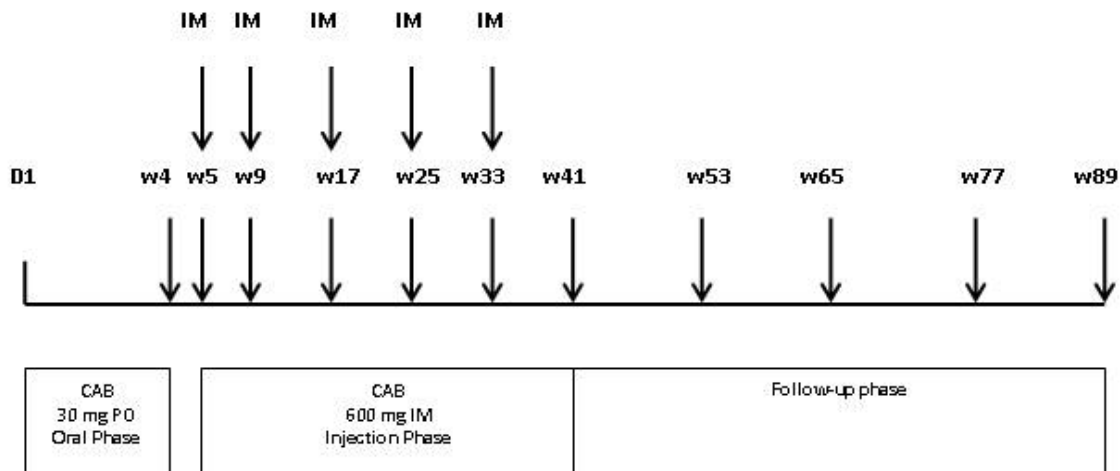 IM IM IM IM IM
D1 w4 w5 w9 w17 w25 w33 w41 w53 w65 w77 w89
CAB
30 mg PO
Oral Phase
CAB
600 mg IM
Injection Phase
Follow-up phase